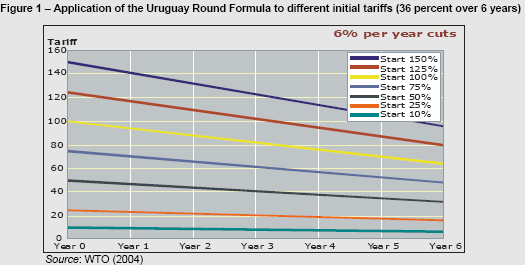 Figure 1 – Application of the Uruguay Round Formula to different initial tariffs (36 percent over 6 years)
6% per year cuts
Tariff
160
140
120
100
80
60
40
20
0
Start 150%
Start 125%
Start 100%
Start 75%
Start 50%
Start 25%
Start 10%
Year 0 Year 1 Year 2 Year 3 Year 4 Year 5 Year 6
Source: WTO (2004)